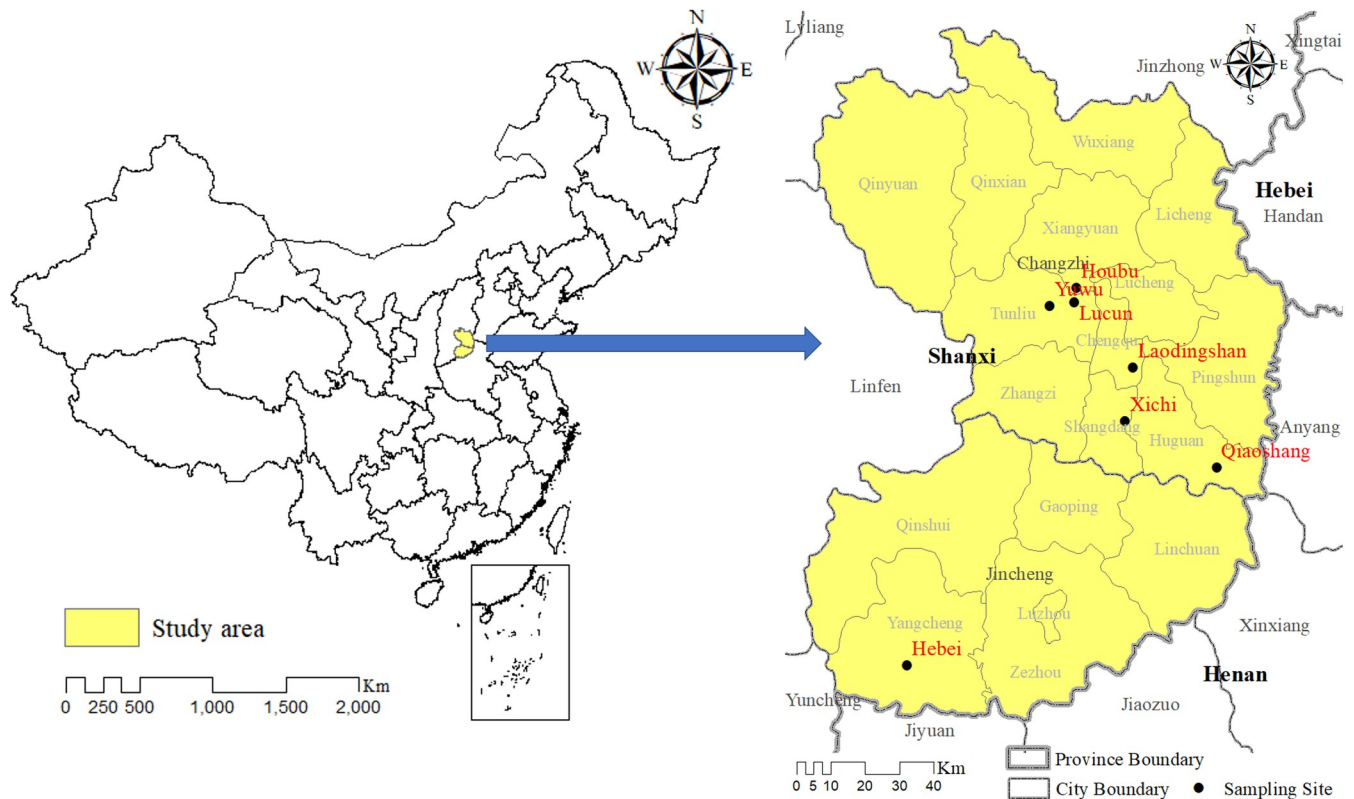 N
W E
S
Study area
Km
0 250 500 1,000 1,500 2,000
Lvliang
Xingtai
Jinzhong
N
W E
S
Wuxiang
Qinyuan
Qinxian
Hebei
Handan
Licheng
Xiangyuan
Changzhi
Houbu
Lucheng
Yuwu
Tunliu
Lucun
Chengqu
Shanxi
Laodingshan
Linfen
Pingshun
Zhangzi
Xichi
Shangdang
Anyang
Huguan
Qiaoshang
Gaoping
Qinshui
Linchuan
Jincheng
Luzhou
Yangcheng
Xinxiang
Hebei
Zezhou
Henan
Yuncheng
Jiaozuo
Jiyuan
Km
0 5 10 20 30 40
Province Boundary
City Boundary
Sampling Site